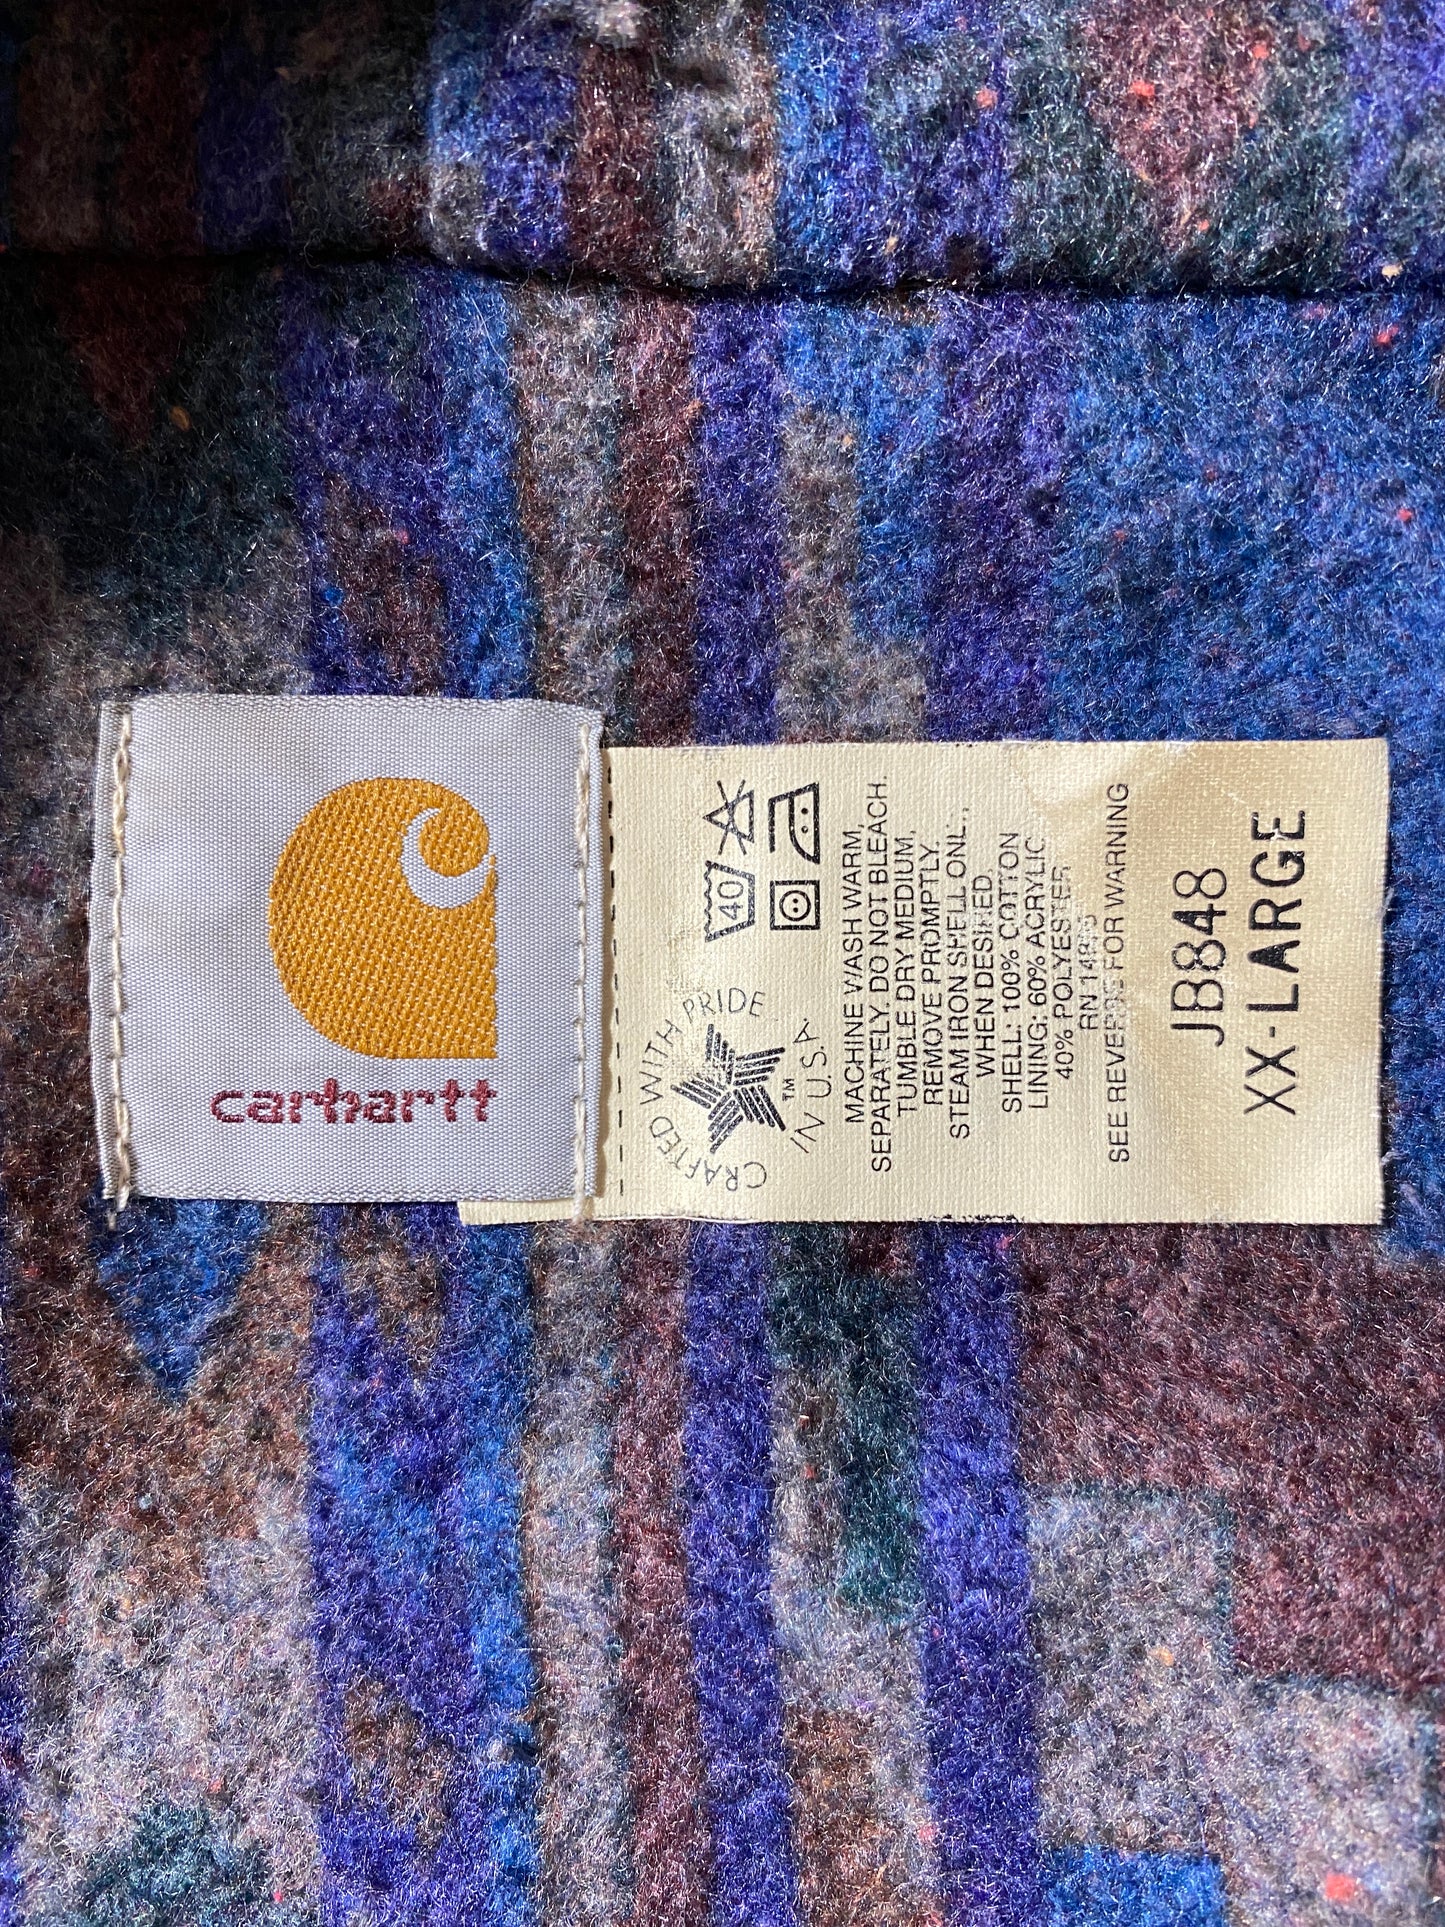 carhartt
CRAFTED WITH PRIDE
IN U.S.A.
TM
40
MACHINE WASH WARM,
SEPARATELY. DO NOT BLEACH.
TUMBLE DRY MEDIUM,
REMOVE PROMPTLY.
STEAM IRON SHELL ONL.,
WHEN DESIRED.
SHELL: 100% COTTON
LINING: 60% ACRYLIC
40% POLYESTER
RN
SEE REVERSE FOR WARNING
JB848
XX-LARGE